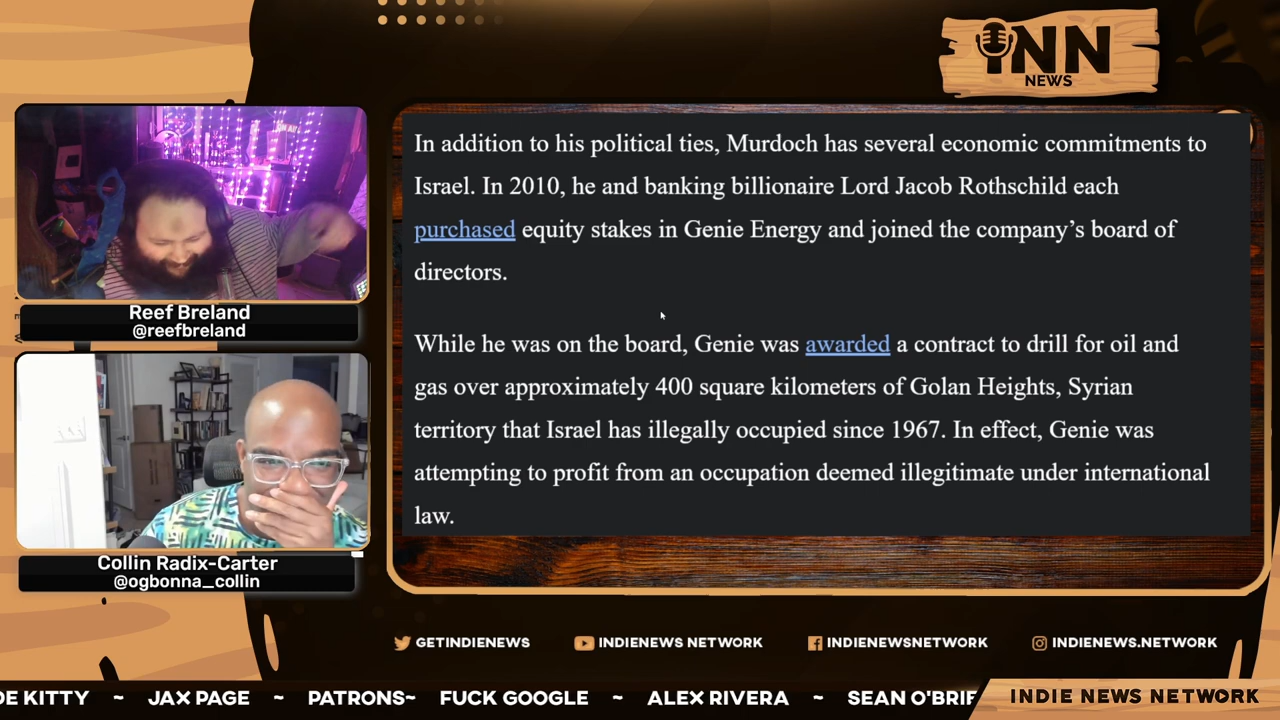 INN
NEWS
In addition to his political ties, Murdoch has several economic commitments to
Israel. In 2010, he and banking billionaire Lord Jacob Rothschild each
purchased equity stakes in Genie Energy and joined the company’s board of
directors.
While he was on the board, Genie was awarded a contract to drill for oil and
gas over approximately 400 square kilometers of Golan Heights, Syrian
territory that Israel has illegally occupied since 1967. In effect, Genie was
attempting to profit from an occupation deemed illegitimate under international
law.
Reef Breland
@reefbreland
Collin Radix-Carter
@ogbonna_collin
GETINDIENEWS
INDIENEWS NETWORK
INDIENEWSNETWORK
INDIENEWS.NETWORK
DE KITTY ~ JAX PAGE ~ PATRONS~ FUCK GOOGLE ~ ALEX RIVERA ~ SEAN O'BRIE
INDIE NEWS NETWORK